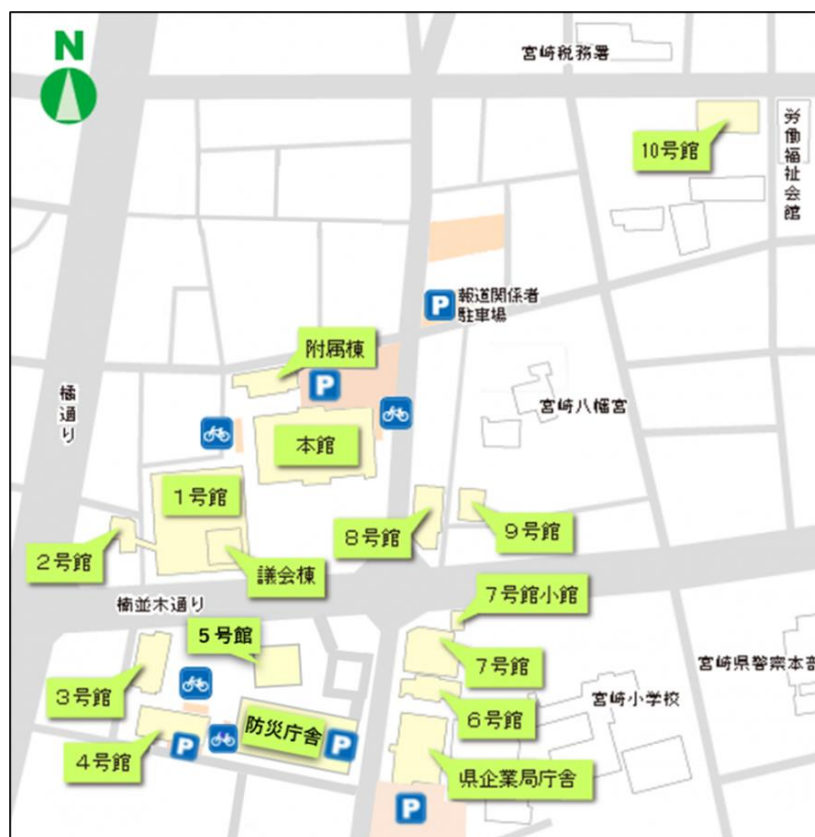 N
宮崎税務署
10号館
労働福祉会館
P
報道関係者
駐車場
附属棟
P
橘通り
宮崎八幡宮
本館
1号館
8号館
9号館
2号館
議会棟
楠並木通り
7号館小館
5号館
7号館
宮崎県警察本部
3号館
6号館
宮崎小学校
4号館
P
防災庁舎
P
県企業局庁舎
P